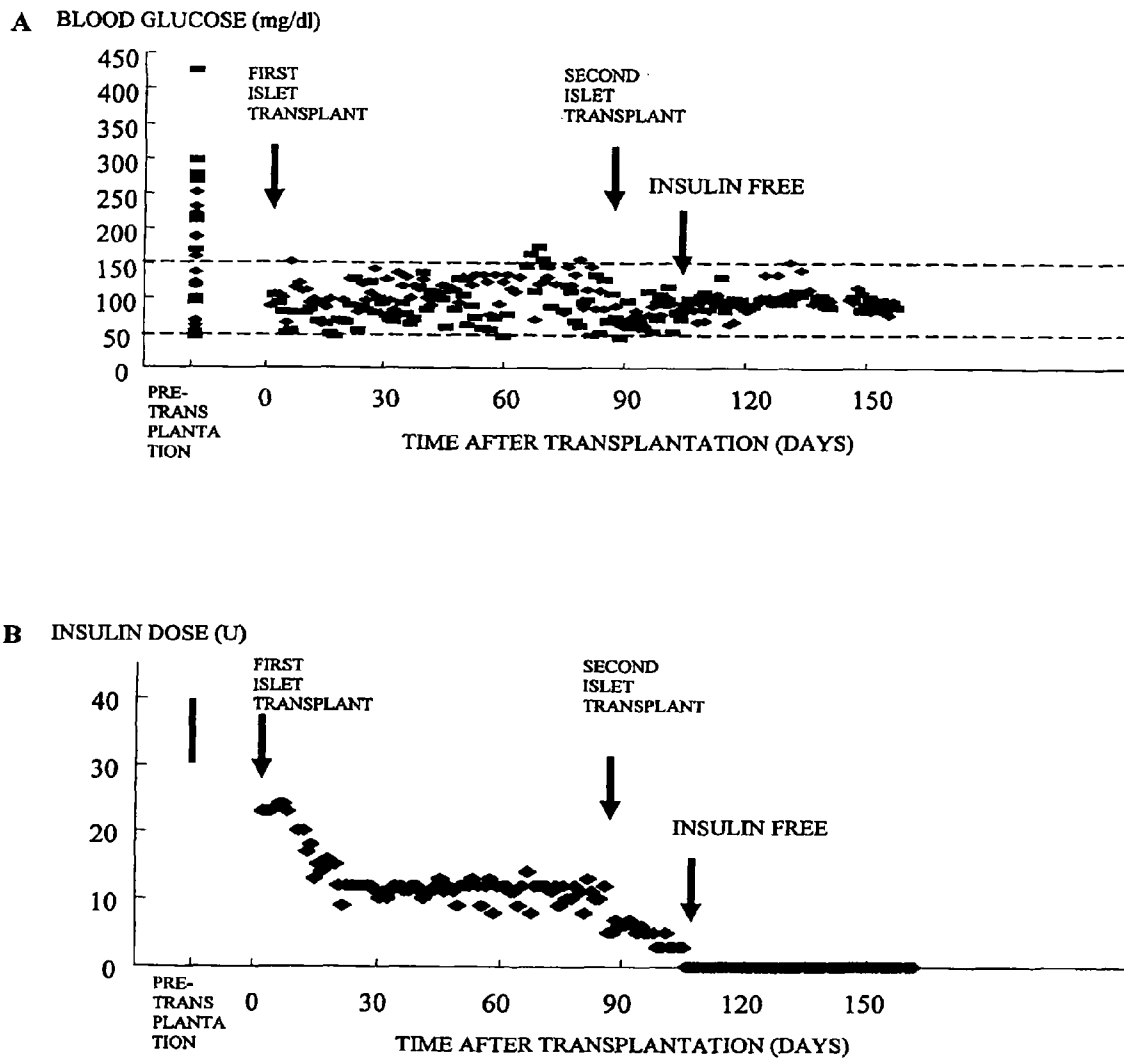 A BLOOD GLUCOSE (mg/dl)
450
400
350
300
250
200
150
100
50
0
FIRST
ISLET
TRANSPLANT
SECOND
ISLET
TRANSPLANT
INSULIN FREE
PRE-
TRANS
PLANTA
TION
0 30 60 90 120 150
TIME AFTER TRANSPLANTATION (DAYS)
B INSULIN DOSE (U)
40
30
20
10
0
FIRST
ISLET
TRANSPLANT
SECOND
ISLET
TRANSPLANT
INSULIN FREE
PRE-
TRANS
PLANTA
TION
0 30 60 90 120 150
TIME AFTER TRANSPLANTATION (DAYS)